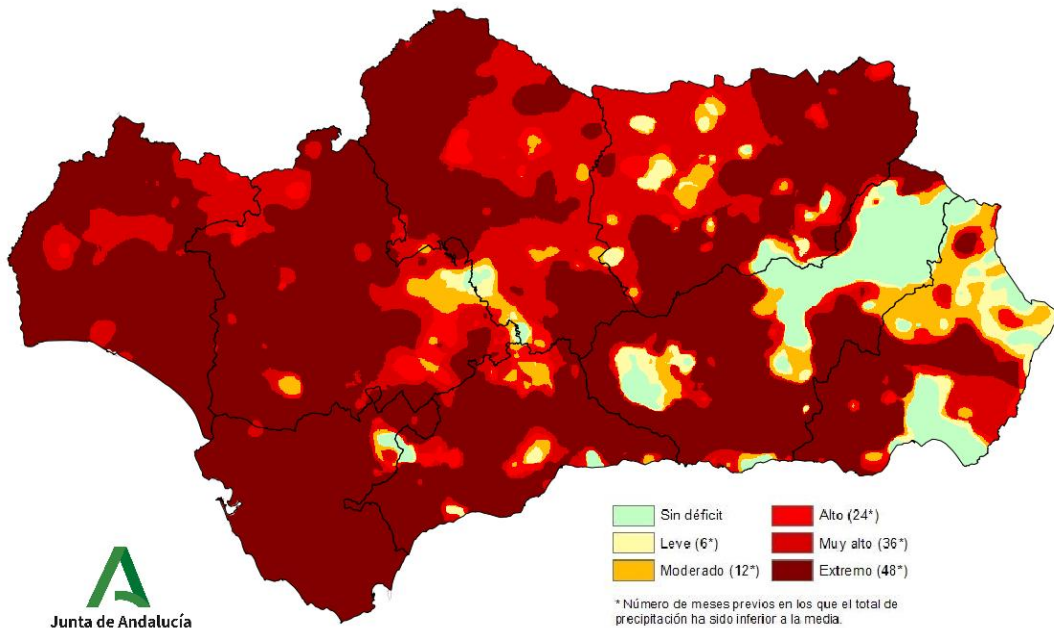 Sin déficit
Leve (6*)
Moderado (12*)
Alto (24*)
Muy alto (36*)
Extremo (48*)
* Número de meses previos en los que el total de
precipitación ha sido inferior a la media.
Junta de Andalucía